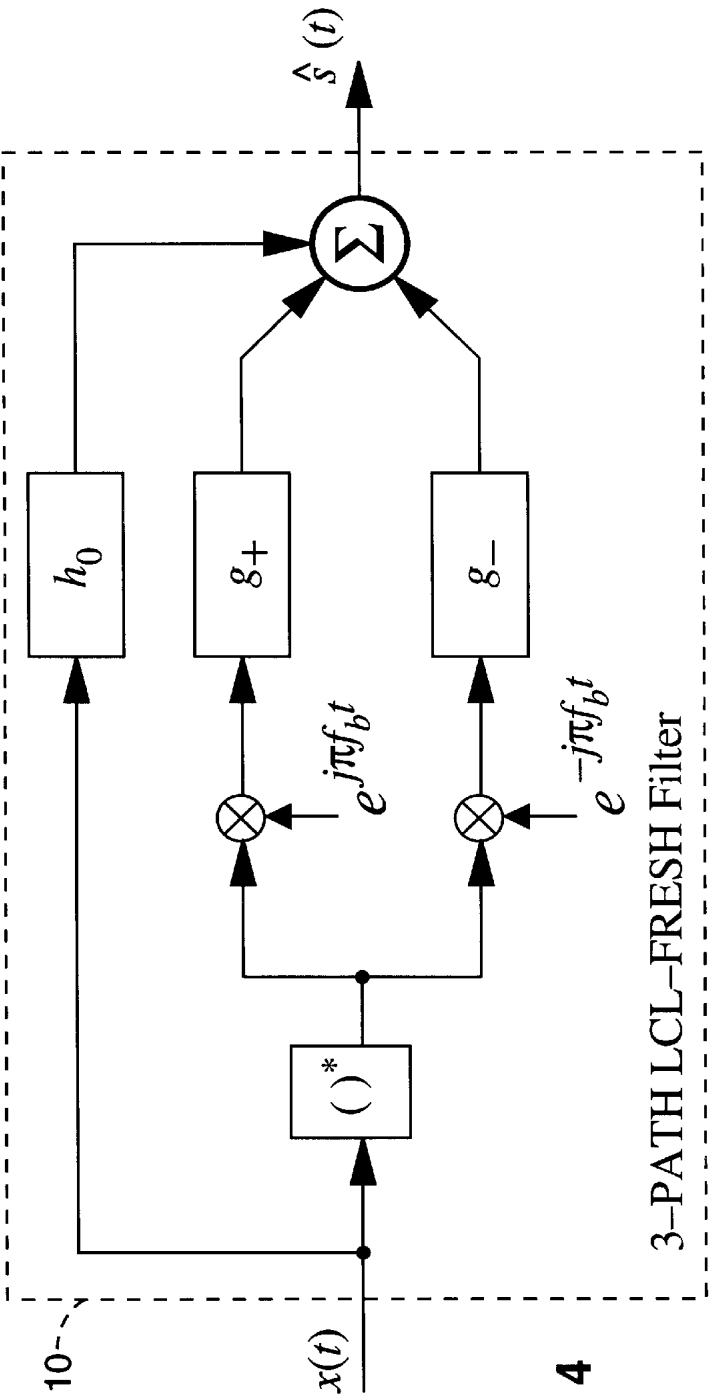 10
x(t)
( )*
e^{jπf_b t}
e^{-jπf_b t}
h_0
g_+
g_−
Σ
ŝ (t)
3–PATH LCL–FRESH Filter
4